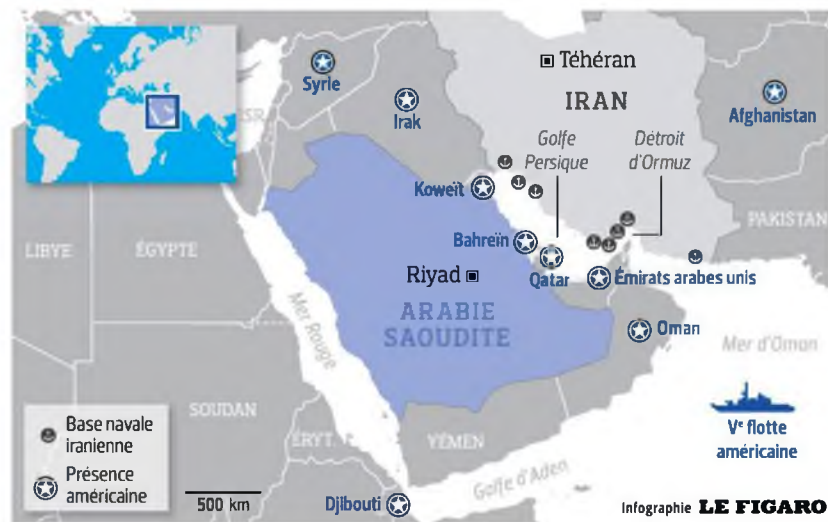 Syrie
Téhéran
IRAN
Irak
Afghanistan
Golfe
Persique
Détroit
d'Ormuz
Koweït
PAKISTAN
LIBYE
ÉGYPTE
Bahreïn
Qatar
Émirats arabes unis
Riyad
ARABIE
SAOUDITE
Mer Rouge
Oman
Mer d'Oman
SOUDAN
ÉRYT.
YÉMEN
Ve flotte
américaine
Base navale
iranienne
Présence
américaine
500 km
Djibouti
Golfe d'Aden
Infographie LE FIGARO